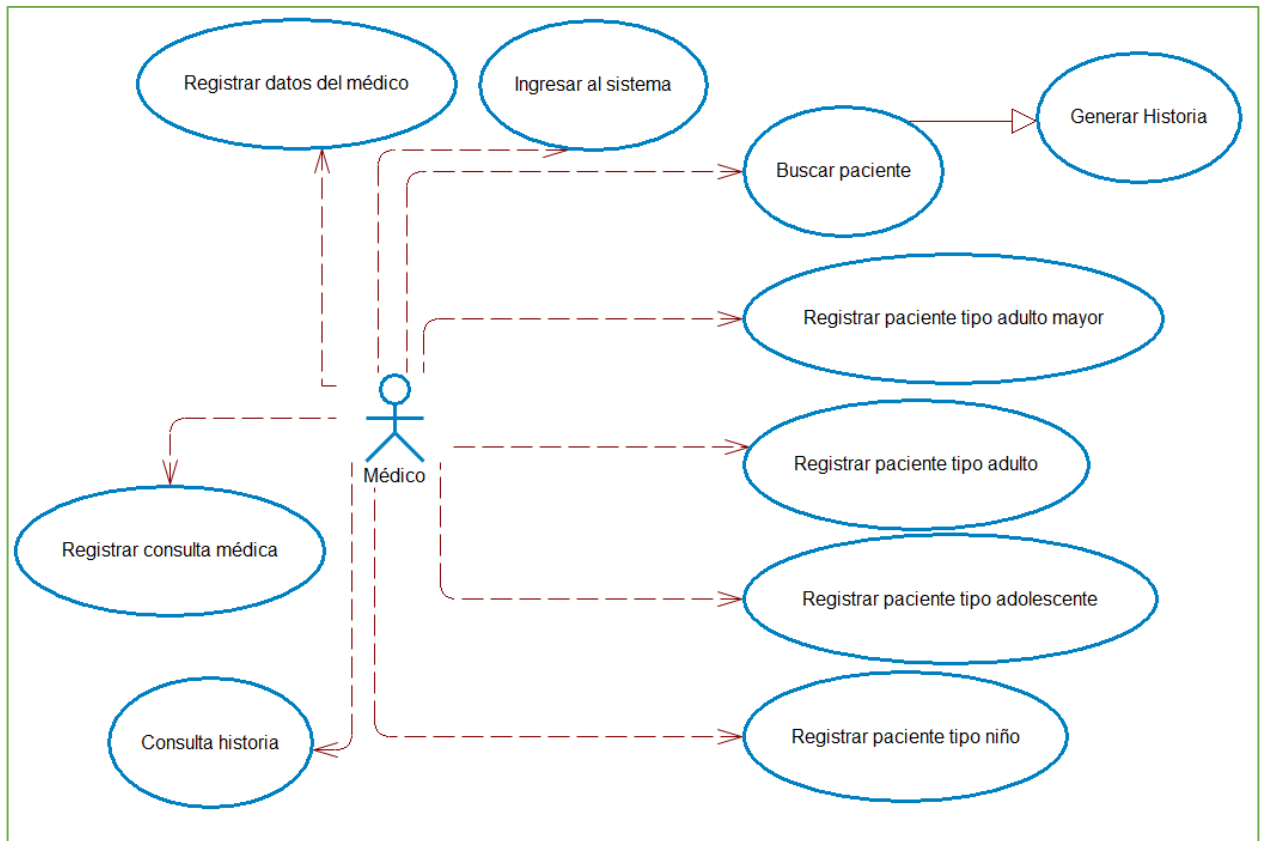 Registrar datos del médico
Ingresar al sistema
Generar Historia
Buscar paciente
Registrar paciente tipo adulto mayor
Registrar paciente tipo adulto
Médico
Registrar consulta médica
Registrar paciente tipo adolescente
Consulta historia
Registrar paciente tipo niño